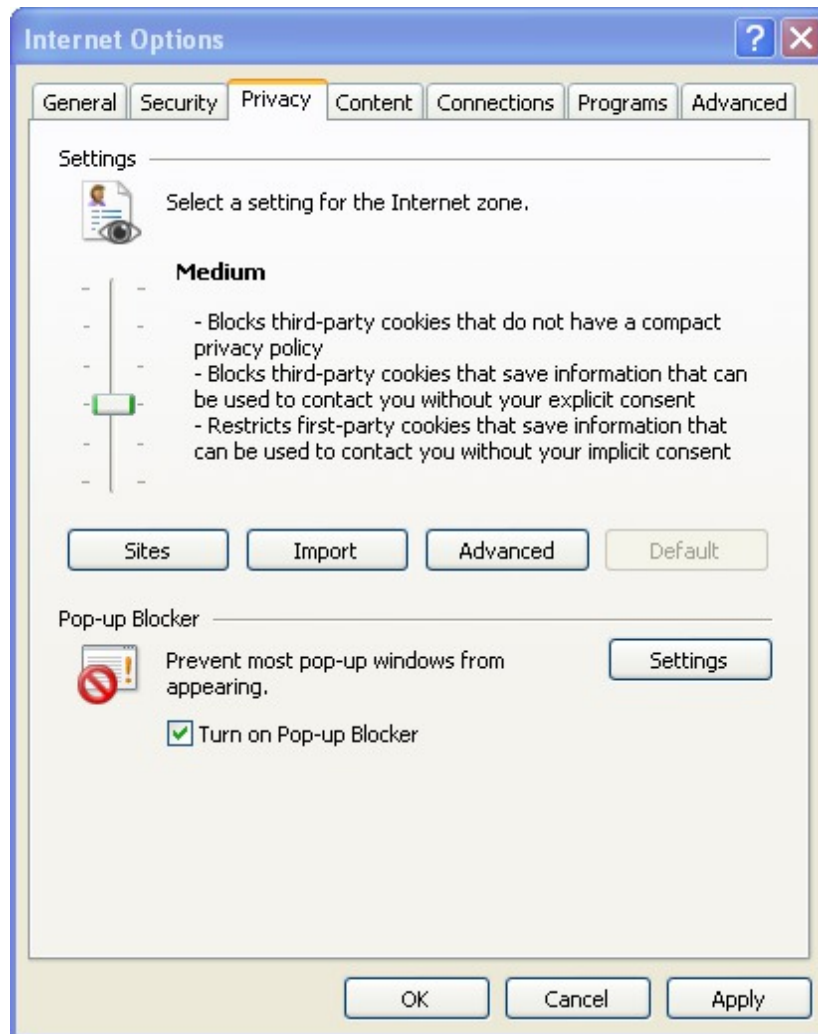 Internet Options
General Security Privacy Content Connections Programs Advanced
Settings
Select a setting for the Internet zone.
Medium
- Blocks third-party cookies that do not have a compact
privacy policy
- Blocks third-party cookies that save information that can
be used to contact you without your explicit consent
- Restricts first-party cookies that save information that
can be used to contact you without your implicit consent
Sites Import Advanced Default
Pop-up Blocker
Prevent most pop-up windows from
appearing.
Settings
Turn on Pop-up Blocker
OK Cancel Apply